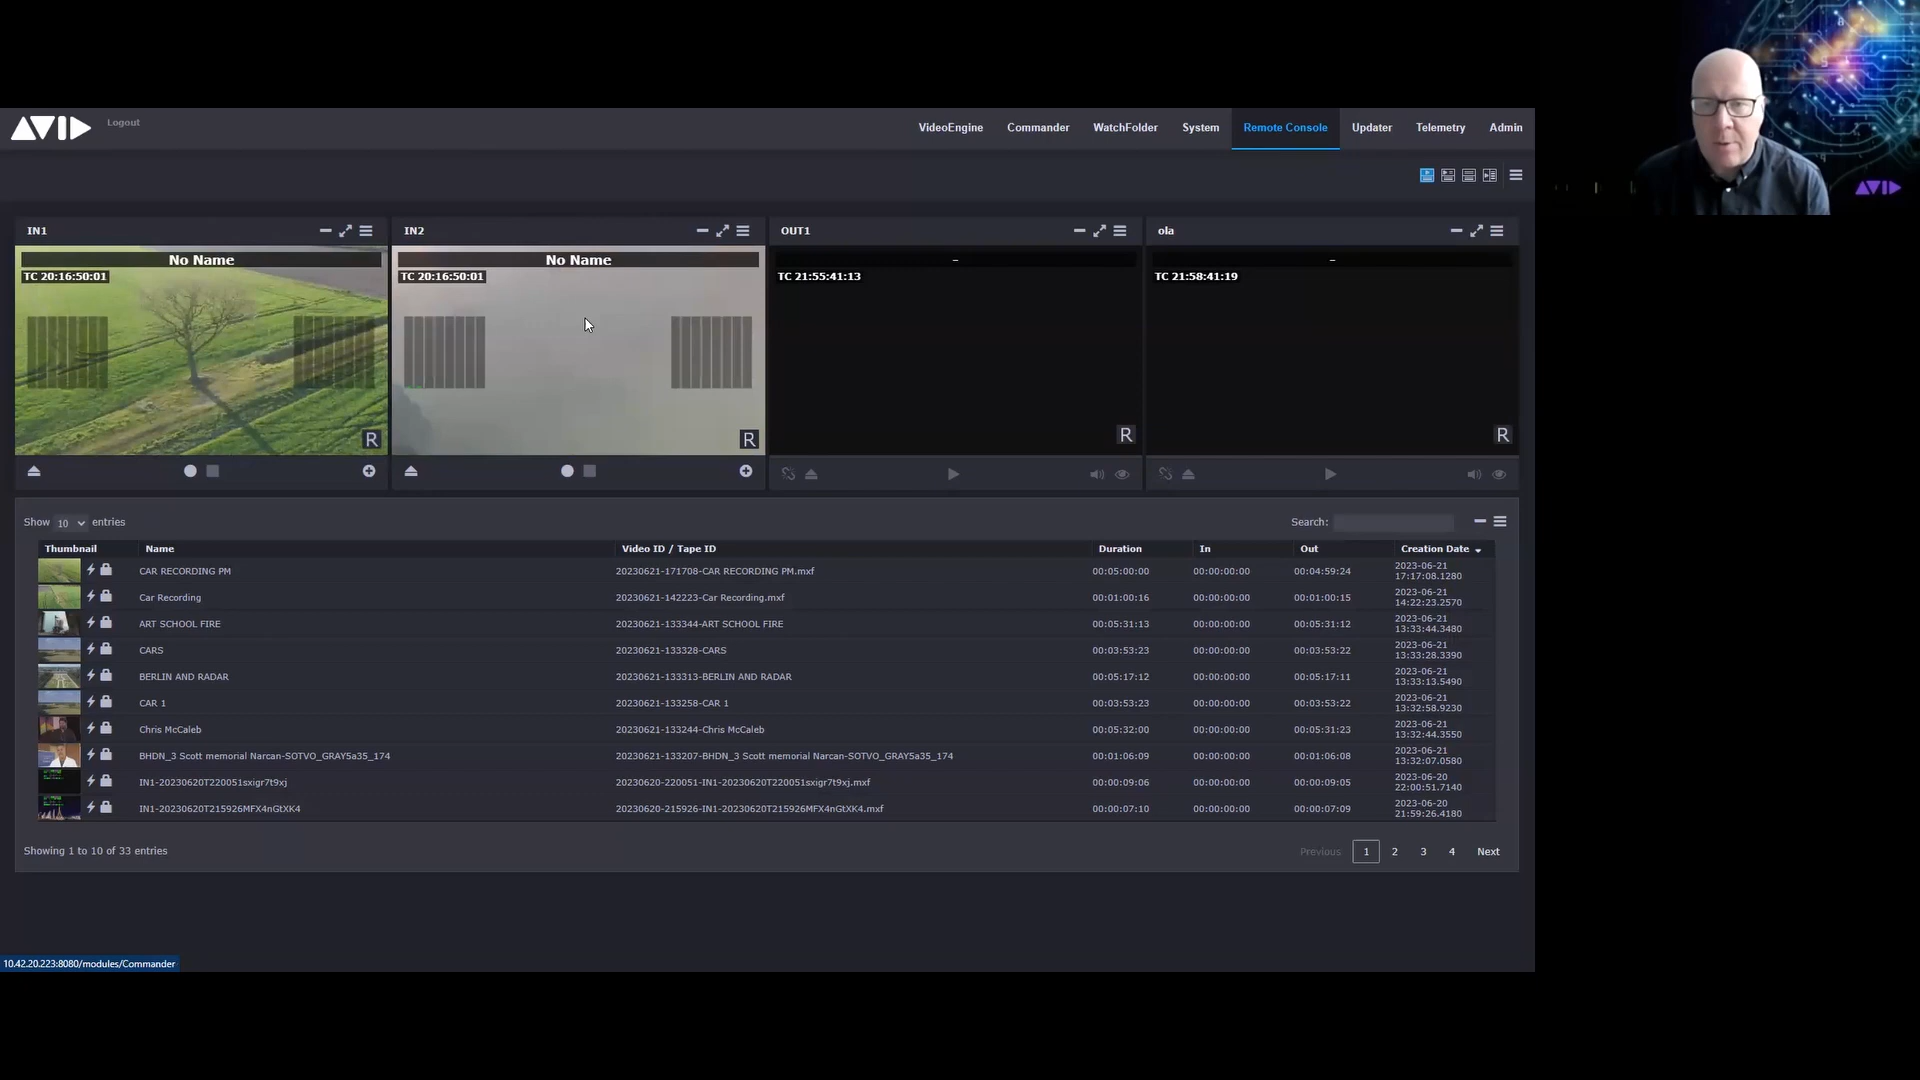 AVID
Logout
VideoEngine
Commander
WatchFolder
System
Remote Console
Updater
Telemetry
Admin
AVID
IN1
IN2
OUT1
ola
No Name
No Name
–
–
TC 20:16:50:01
TC 20:16:50:01
TC 21:55:41:13
TC 21:58:41:19
R
R
R
R
Show 10 entries
Search:
Thumbnail Name Video ID / Tape ID Duration In Out Creation Date
CAR RECORDING PM 20230621-171708-CAR RECORDING PM.mxf 00:05:00:00 00:00:00:00 00:04:59:24 2023-06-21
17:17:08.1280
Car Recording 20230621-142223-Car Recording.mxf 00:01:00:16 00:00:00:00 00:01:00:15 2023-06-21
14:22:23.2570
ART SCHOOL FIRE 20230621-133344-ART SCHOOL FIRE 00:05:31:13 00:00:00:00 00:05:31:12 2023-06-21
13:33:44.3480
CARS 20230621-133328-CARS 00:03:53:23 00:00:00:00 00:03:53:22 2023-06-21
13:33:28.3390
BERLIN AND RADAR 20230621-133313-BERLIN AND RADAR 00:05:17:12 00:00:00:00 00:05:17:11 2023-06-21
13:33:13.5490
CAR 1 20230621-133258-CAR 1 00:03:53:23 00:00:00:00 00:03:53:22 2023-06-21
13:32:58.9230
Chris McCaleb 20230621-133244-Chris McCaleb 00:05:32:00 00:00:00:00 00:05:31:23 2023-06-21
13:32:44.3550
BHDN_3 Scott memorial Narcan-SOTVO_GRAY5a35_174 20230621-133207-BHDN_3 Scott memorial Narcan-SOTVO_GRAY5a35_174 00:01:06:09 00:00:00:00 00:01:06:08 2023-06-21
13:32:07.0580
IN1-20230620T220051sxigr7t9xj 20230620-220051-IN1-20230620T220051sxigr7t9xj.mxf 00:00:09:06 00:00:00:00 00:00:09:05 2023-06-20
22:00:51.7140
IN1-20230620T215926MFX4nGtXK4 20230620-215926-IN1-20230620T215926MFX4nGtXK4.mxf 00:00:07:10 00:00:00:00 00:00:07:09 2023-06-20
21:59:26.4180
Showing 1 to 10 of 33 entries
Previous 1 2 3 4 Next
10.42.20.223:8080/modules/Commander